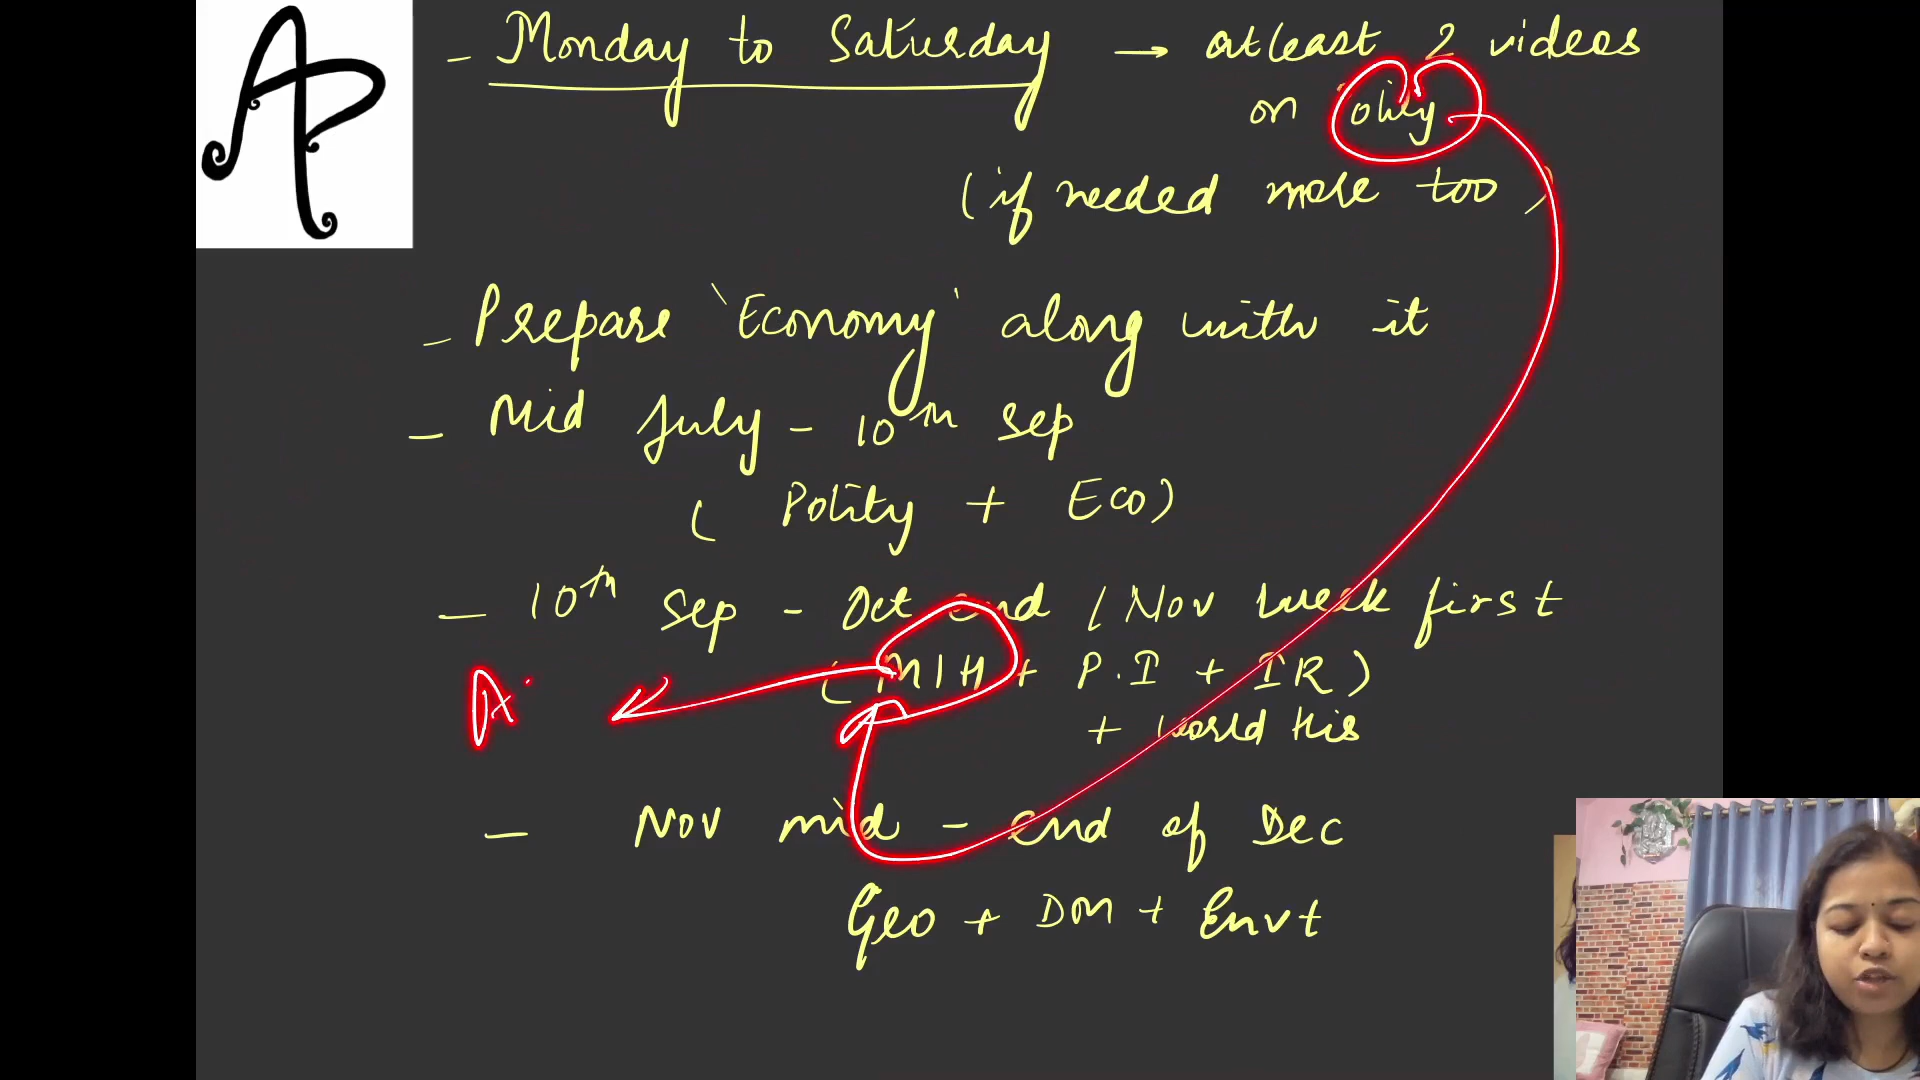 AP
- Monday to Saturday → atleast 2 videos
on Polity
(if needed more too)
- Prepare 'Economy' along with it
- Mid July - 10th Sep
( Polity + Eco)
- 10th Sep - Oct end / Nov week first
( MIH + P.I + IR )
+ World His
- Nov mid - end of Dec
Geo + DM + Envt